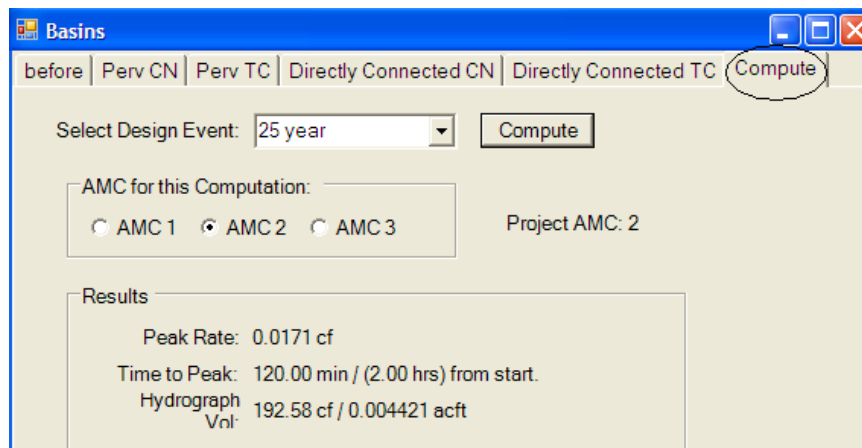 Basins
before Perv CN Perv TC Directly Connected CN Directly Connected TC Compute
Select Design Event: 25 year Compute
AMC for this Computation:
AMC 1 AMC 2 AMC 3 Project AMC: 2
Results
Peak Rate: 0.0171 cf
Time to Peak: 120.00 min / (2.00 hrs) from start.
Hydrograph
Vol: 192.58 cf / 0.004421 acft